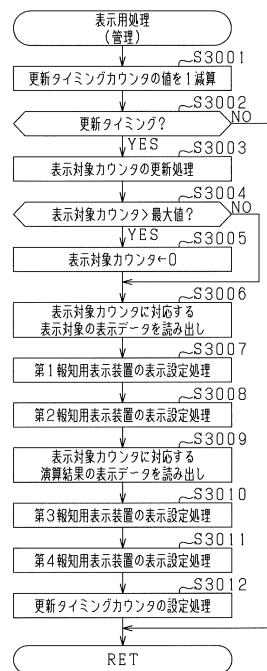 表示用処理
(管理)
S3001
更新タイミングカウンタの値を1減算
S3002
更新タイミング?
NO
YES
S3003
表示対象カウンタの更新処理
S3004
表示対象カウンタ>最大値?
NO
YES
S3005
表示対象カウンタ←0
S3006
表示対象カウンタに対応する
表示対象の表示データを読み出し
S3007
第1報知用表示装置の表示設定処理
S3008
第2報知用表示装置の表示設定処理
S3009
表示対象カウンタに対応する
演算結果の表示データを読み出し
S3010
第3報知用表示装置の表示設定処理
S3011
第4報知用表示装置の表示設定処理
S3012
更新タイミングカウンタの設定処理
RET